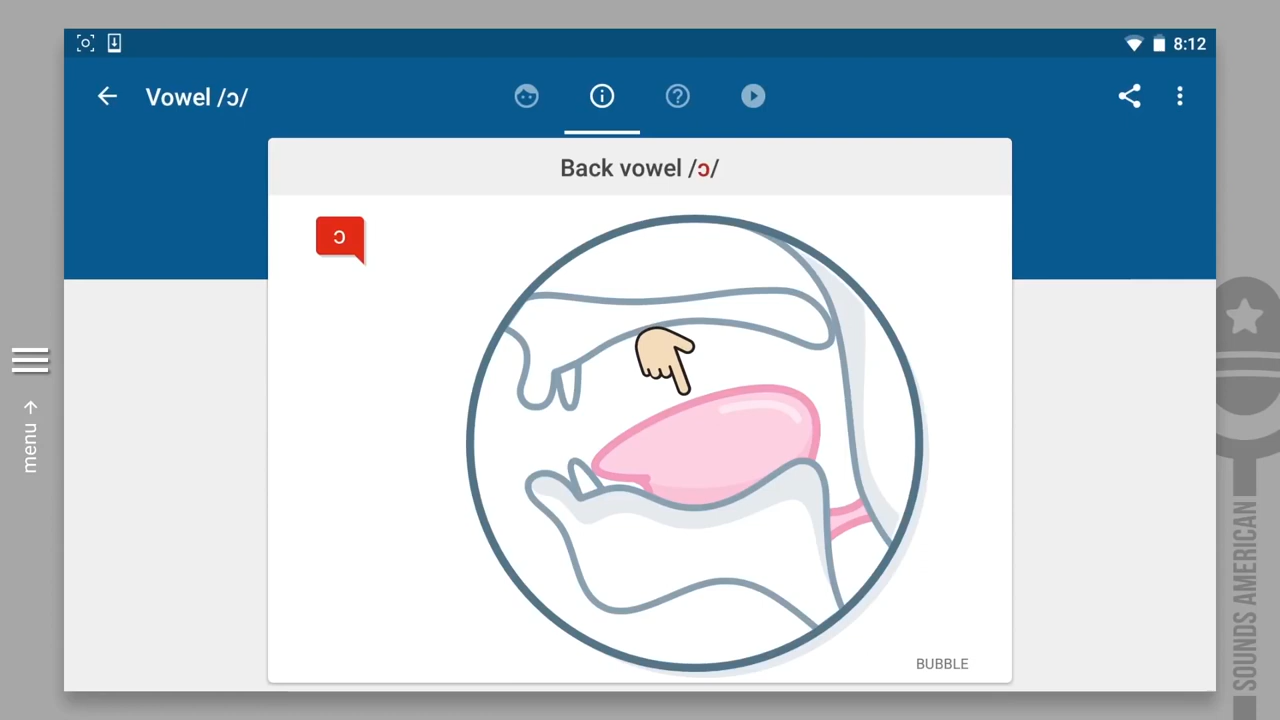 8:12
Vowel /ɔ/
Back vowel /ɔ/
ɔ
menu
BUBBLE
SOUNDS AMERICAN